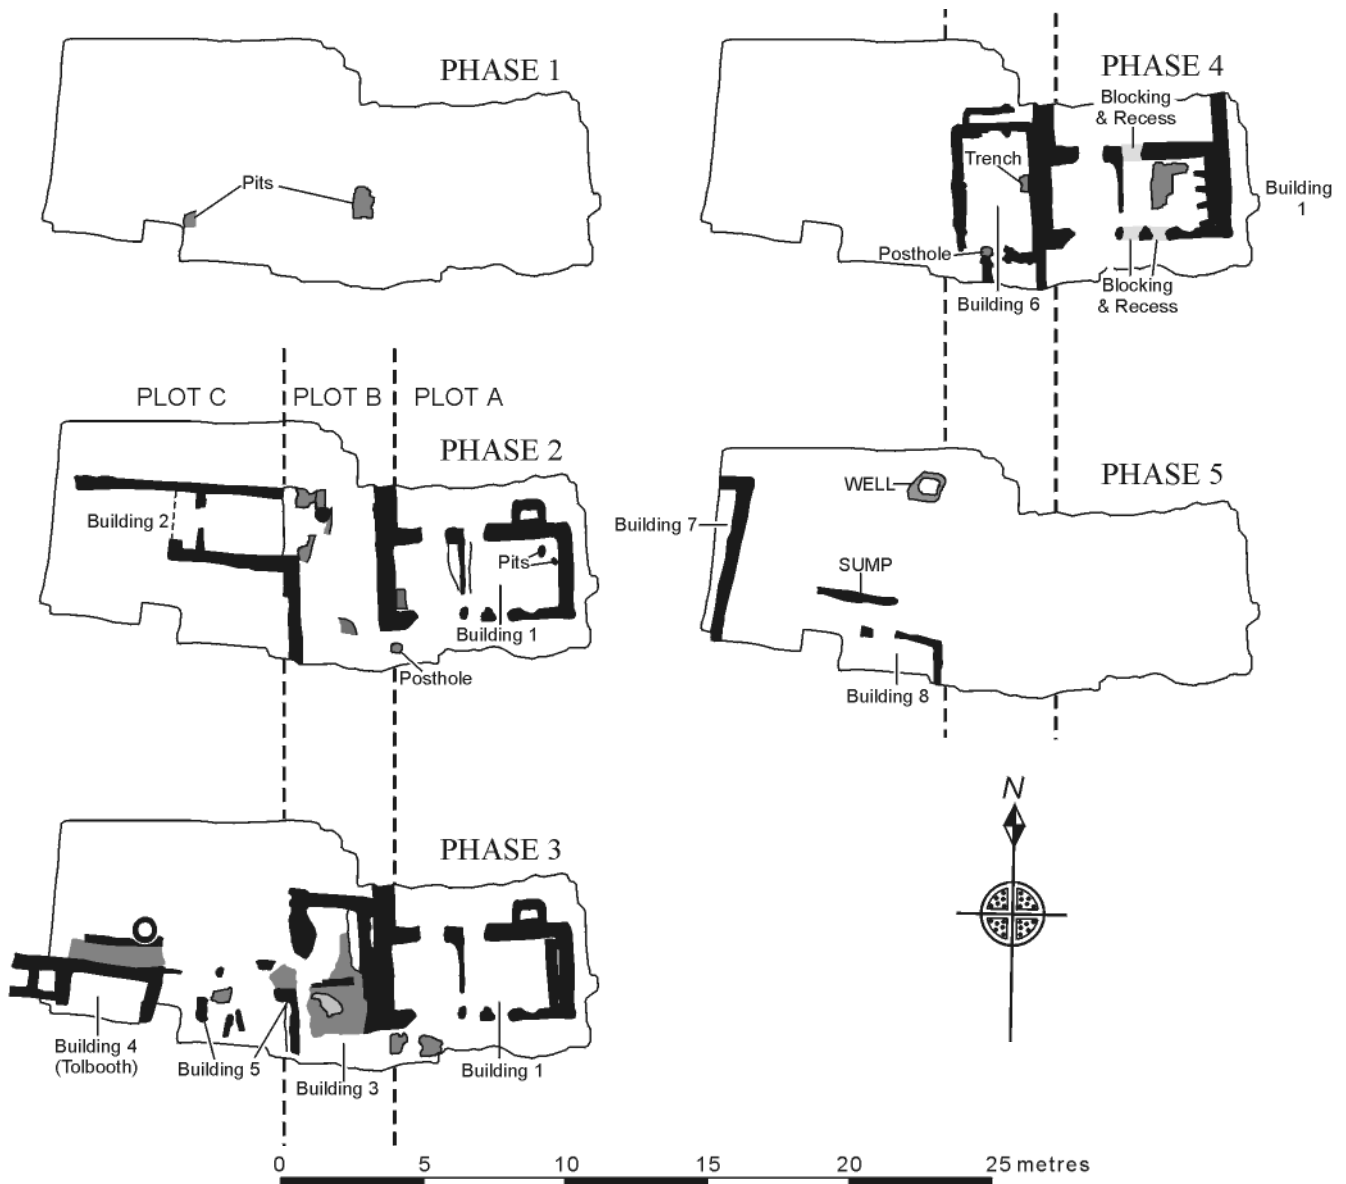 PHASE 1
Pits
PHASE 4
Blocking
& Recess
Trench
Building
1
Posthole
Building 6
Blocking
& Recess
PLOT C
PLOT B
PLOT A
PHASE 2
Building 2
Pits
Building 1
Posthole
PHASE 5
WELL
Building 7
SUMP
Building 8
PHASE 3
Building 4
(Tolbooth)
Building 5
Building 3
Building 1
N
0 5 10 15 20 25 metres